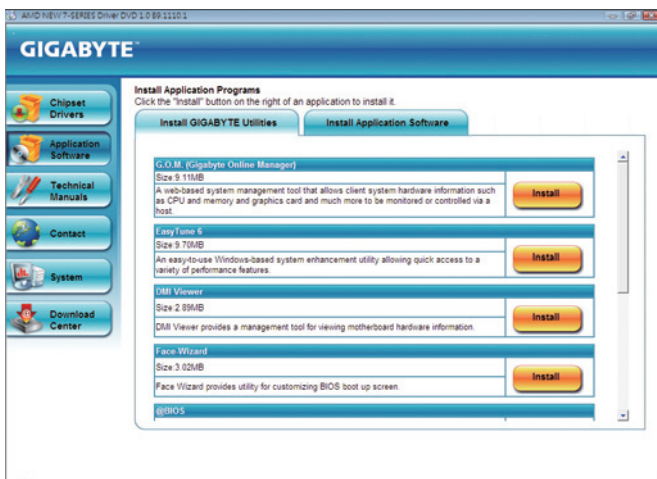 AMD NEW 7-SERIES Driver DVD 1.0 B9.1110.1
GIGABYTE™
Chipset
Drivers
Application
Software
Technical
Manuals
Contact
System
Download
Center
Install Application Programs
Click the "Install" button on the right of an application to install it.
Install GIGABYTE Utilities
Install Application Software
G.O.M. (Gigabyte Online Manager)
Size:9.11MB
A web-based system management tool that allows client system hardware information such
as CPU and memory and graphics card and much more to be monitored or controlled via a
host.
Install
EasyTune 6
Size:9.70MB
An easy-to-use Windows-based system enhancement utility allowing quick access to a
variety of performance features.
Install
DMI Viewer
Size:2.89MB
DMI Viewer provides a management tool for viewing motherboard hardware information.
Install
Face-Wizard
Size:3.02MB
Face Wizard provides utility for customizing BIOS boot up screen.
Install
@BIOS